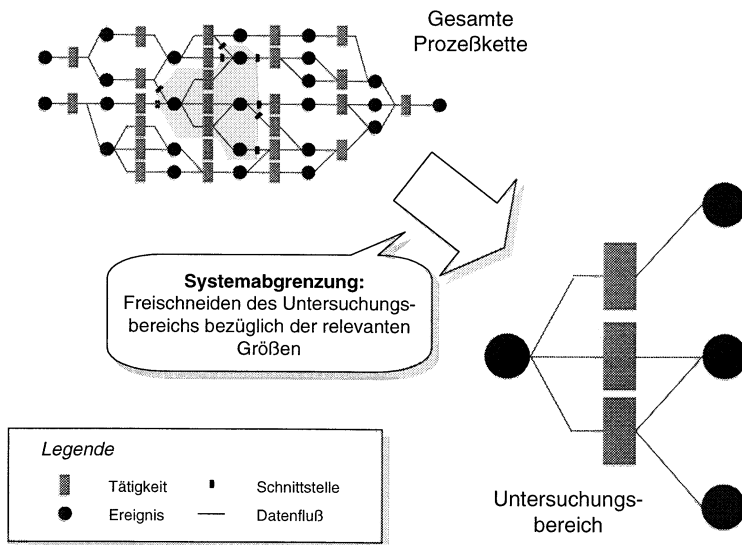 Gesamte
Prozeßkette
Systemabgrenzung:
Freischneiden des Untersuchungs-
bereichs bezüglich der relevanten
Größen
Legende
Tätigkeit
Schnittstelle
Ereignis
Datenfluß
Untersuchungs-
bereich